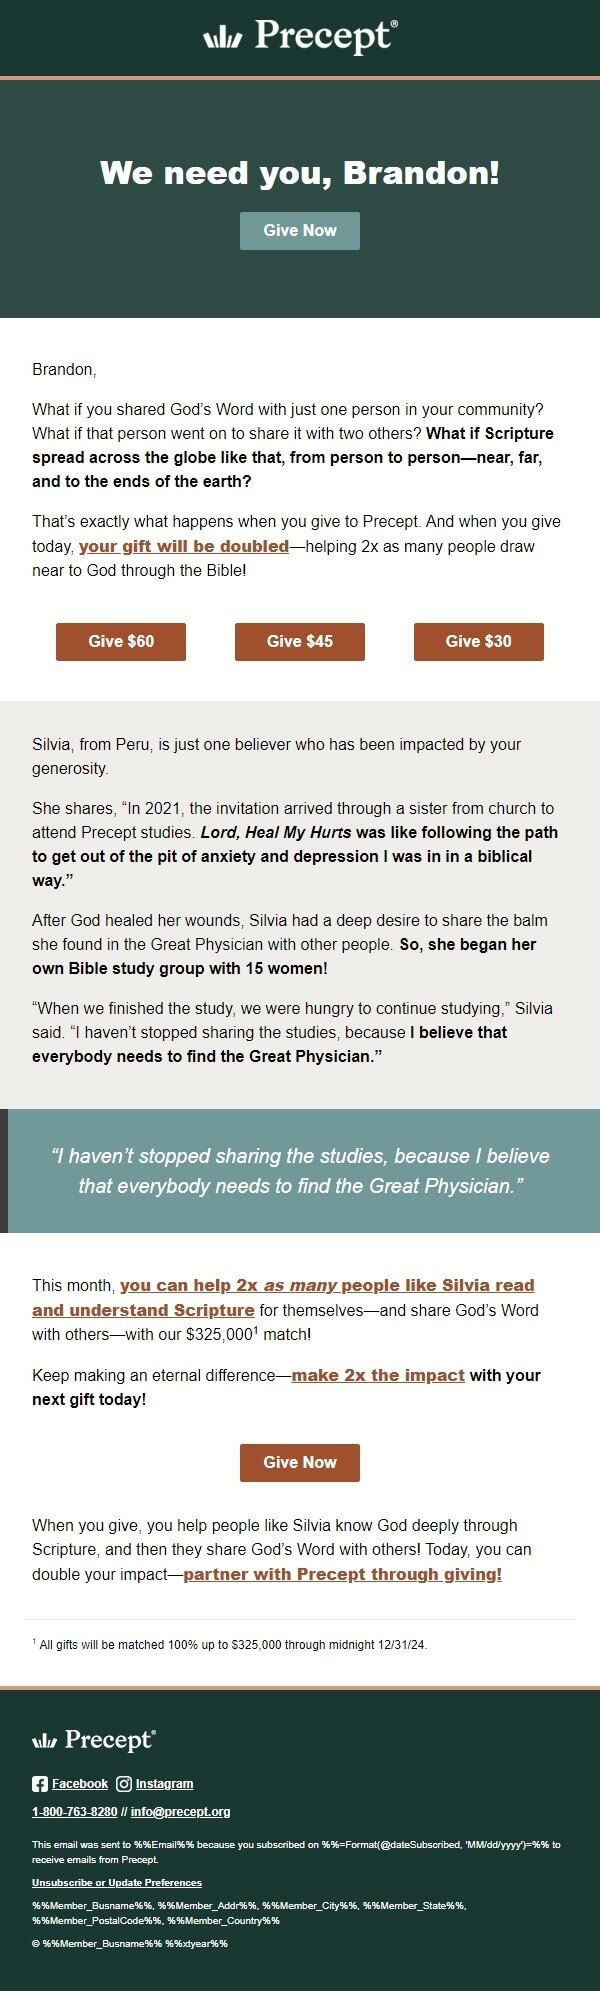 Precept®
We need you, Brandon!
Give Now
Brandon,
What if you shared God’s Word with just one person in your community?
What if that person went on to share it with two others? What if Scripture
spread across the globe like that, from person to person—near, far,
and to the ends of the earth?
That’s exactly what happens when you give to Precept. And when you give
today, your gift will be doubled—helping 2x as many people draw
near to God through the Bible!
Give $60 Give $45 Give $30
Silvia, from Peru, is just one believer who has been impacted by your
generosity.
She shares, “In 2021, the invitation arrived through a sister from church to
attend Precept studies. Lord, Heal My Hurts was like following the path
to get out of the pit of anxiety and depression I was in in a biblical
way.”
After God healed her wounds, Silvia had a deep desire to share the balm
she found in the Great Physician with other people. So, she began her
own Bible study group with 15 women!
“When we finished the study, we were hungry to continue studying,” Silvia
said. “I haven’t stopped sharing the studies, because I believe that
everybody needs to find the Great Physician.”
“I haven’t stopped sharing the studies, because I believe
that everybody needs to find the Great Physician.”
This month, you can help 2x as many people like Silvia read
and understand Scripture for themselves—and share God’s Word
with others—with our $325,000¹ match!
Keep making an eternal difference—make 2x the impact with your
next gift today!
Give Now
When you give, you help people like Silvia know God deeply through
Scripture, and then they share God’s Word with others! Today, you can
double your impact—partner with Precept through giving!
¹ All gifts will be matched 100% up to $325,000 through midnight 12/31/24.
Precept®
Facebook Instagram
1-800-763-8280 // info@precept.org
This email was sent to %%Email%% because you subscribed on %%=Format(@dateSubscribed, 'MM/dd/yyyy')=%% to
receive emails from Precept.
Unsubscribe or Update Preferences
%%Member_Busname%%, %%Member_Addr%%, %%Member_City%%, %%Member_State%%,
%%Member_PostalCode%%, %%Member_Country%%
© %%Member_Busname%% %%xtyear%%